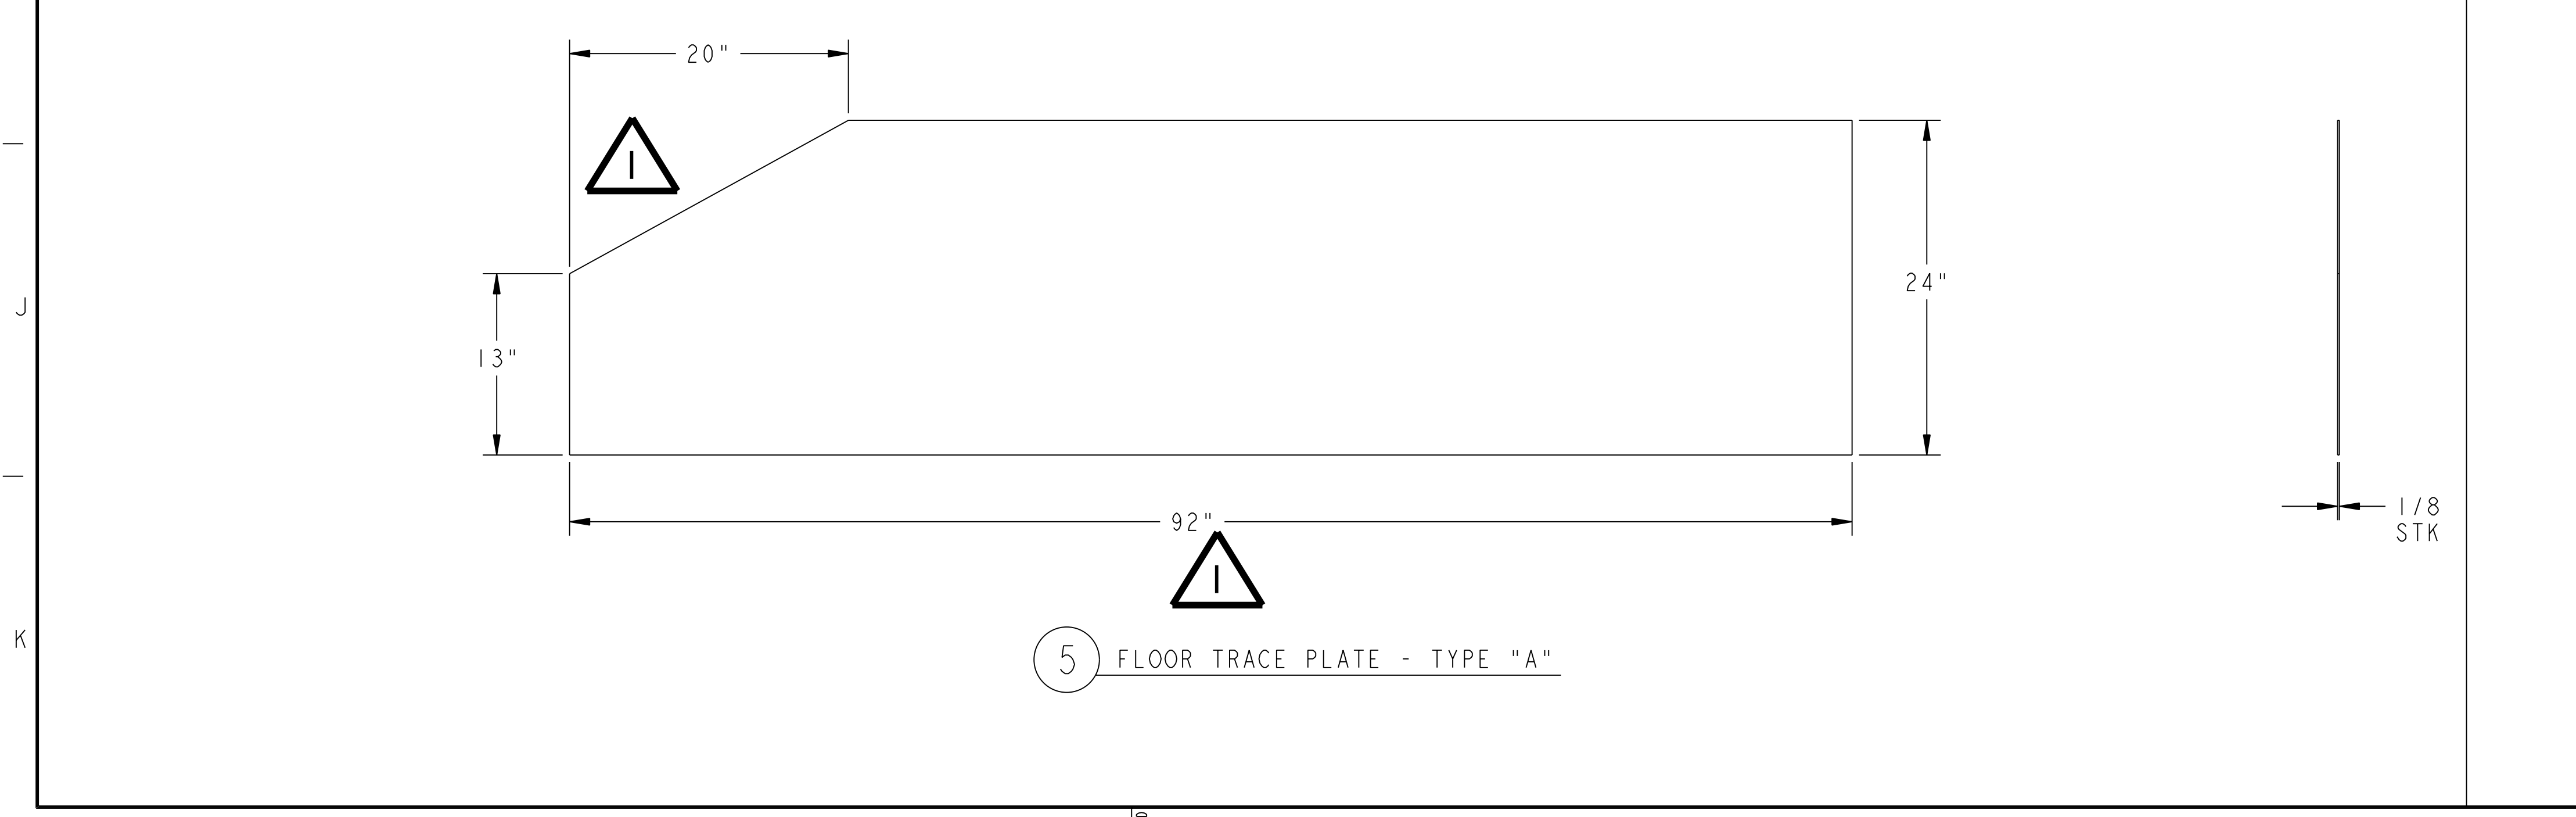 20"
1
J
13"
24"
92"
1
1/8
STK
5 FLOOR TRACE PLATE - TYPE "A"
K